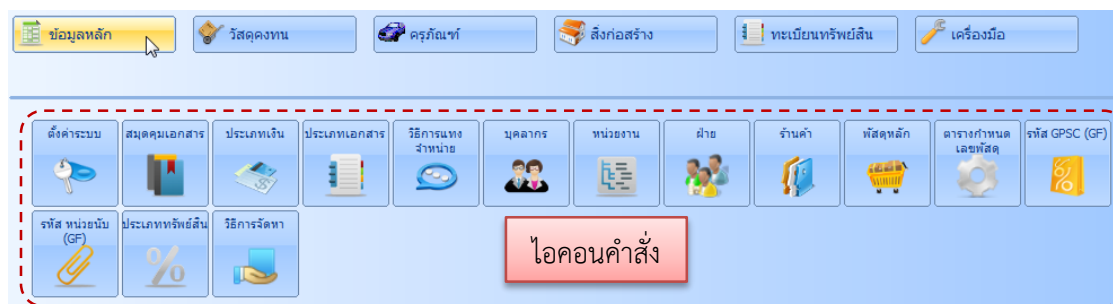 ข้อมูลหลัก วัสดุคงทน ครุภัณฑ์ สิ่งก่อสร้าง ทะเบียนทรัพย์สิน เครื่องมือ
ตั้งค่าระบบ สมุดคุมเอกสาร ประเภทเงิน ประเภทเอกสาร วิธีการแทงจำหน่าย บุคลากร หน่วยงาน ฝ่าย ร้านค้า พัสดุหลัก ตารางกำหนดเลขพัสดุ รหัส GPSC (GF)
รหัส หน่วยนับ (GF) ประเภททรัพย์สิน วิธีการจัดหา
ไอคอนคำสั่ง